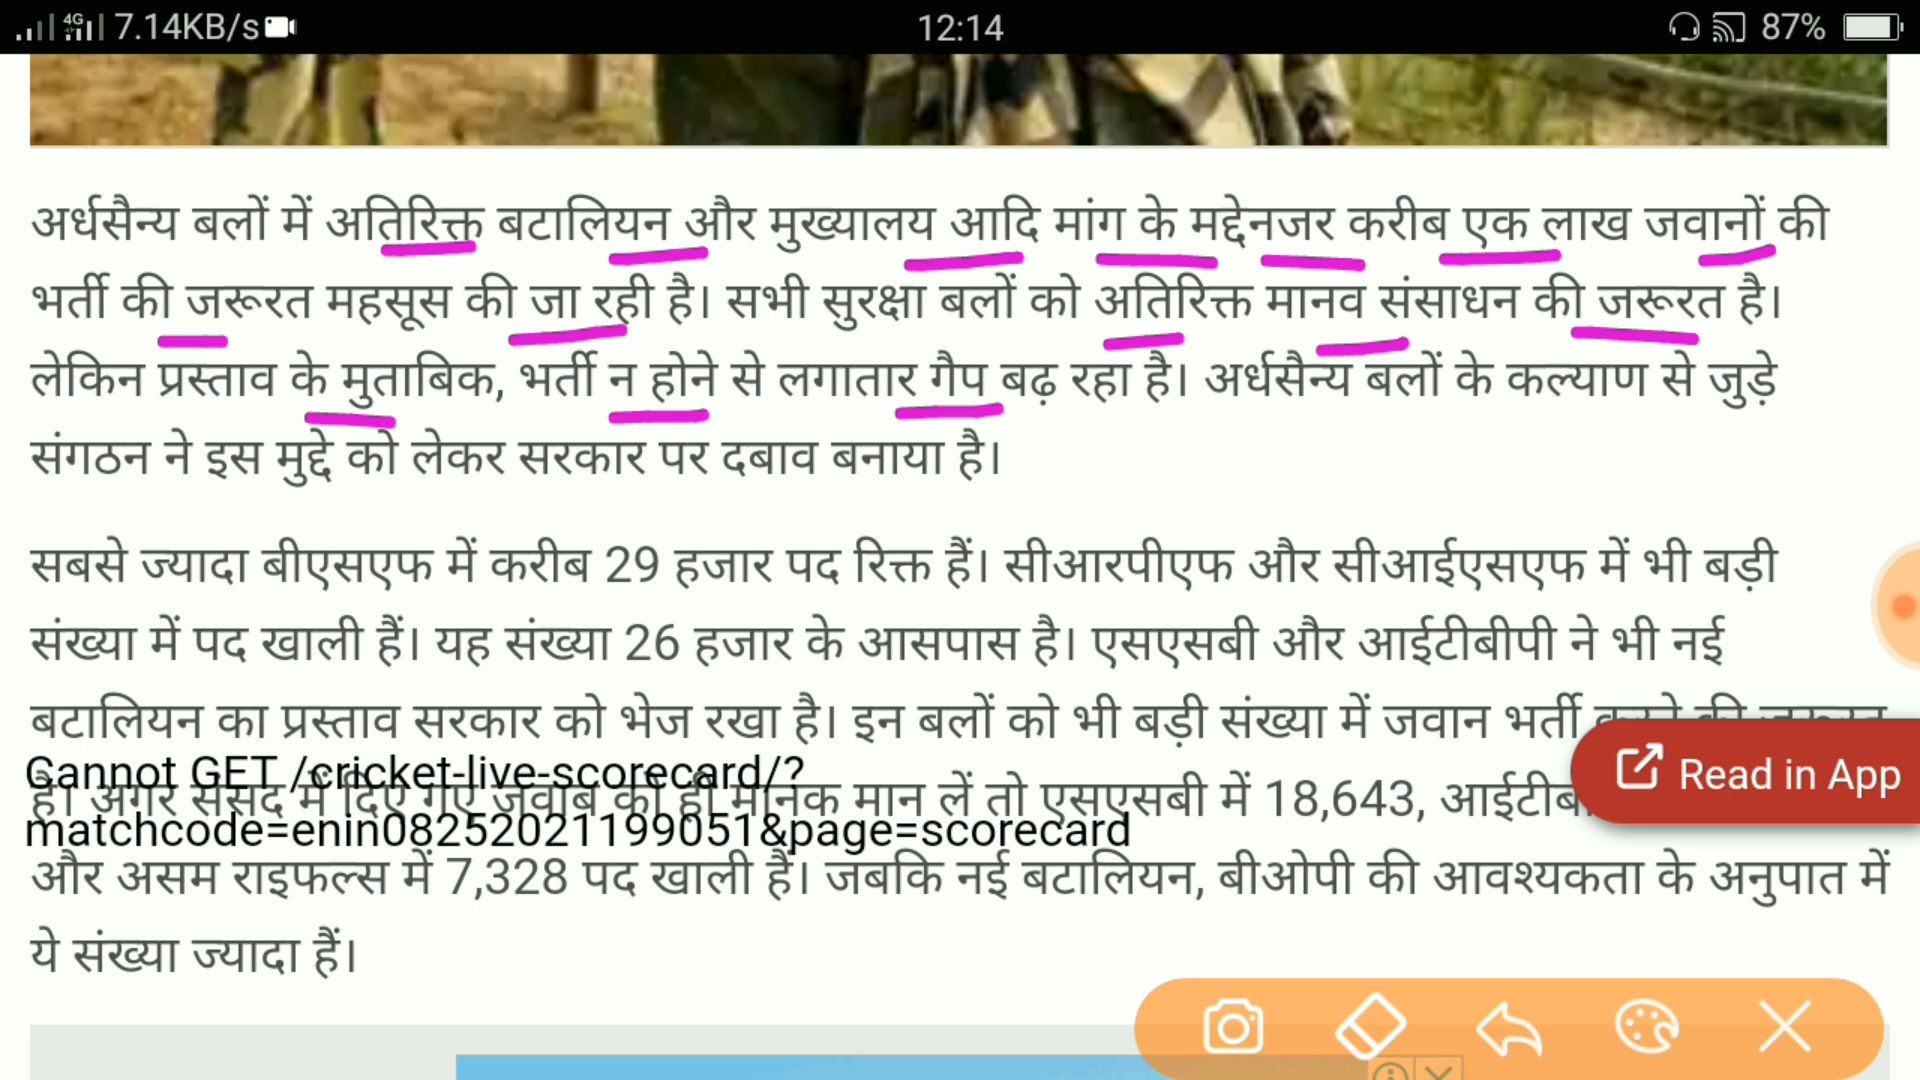 4G 7.14KB/s 12:14 87%
अर्धसैन्य बलों में अतिरिक्त बटालियन और मुख्यालय आदि मांग के मद्देनजर करीब एक लाख जवानों की
भर्ती की जरूरत महसूस की जा रही है। सभी सुरक्षा बलों को अतिरिक्त मानव संसाधन की जरूरत है।
लेकिन प्रस्ताव के मुताबिक, भर्ती न होने से लगातार गैप बढ़ रहा है। अर्धसैन्य बलों के कल्याण से जुड़े
संगठन ने इस मुद्दे को लेकर सरकार पर दबाव बनाया है।
सबसे ज्यादा बीएसएफ में करीब 29 हजार पद रिक्त हैं। सीआरपीएफ और सीआईएसएफ में भी बड़ी
संख्या में पद खाली हैं। यह संख्या 26 हजार के आसपास है। एसएसबी और आईटीबीपी ने भी नई
बटालियन का प्रस्ताव सरकार को भेज रखा है। इन बलों को भी बड़ी संख्या में जवान भर्ती
Cannot GET /cricket-live-scorecard/?
Read in App
है। अगर संसद में दिए गए जवाब को ही मानक मान लें तो एसएसबी में 18,643,
matchcode=enin08252021199051&page=scorecard
और असम राइफल्स में 7,328 पद खाली हैं। जबकि नई बटालियन, बीओपी की आवश्यकता के अनुपात में
ये संख्या ज्यादा हैं।